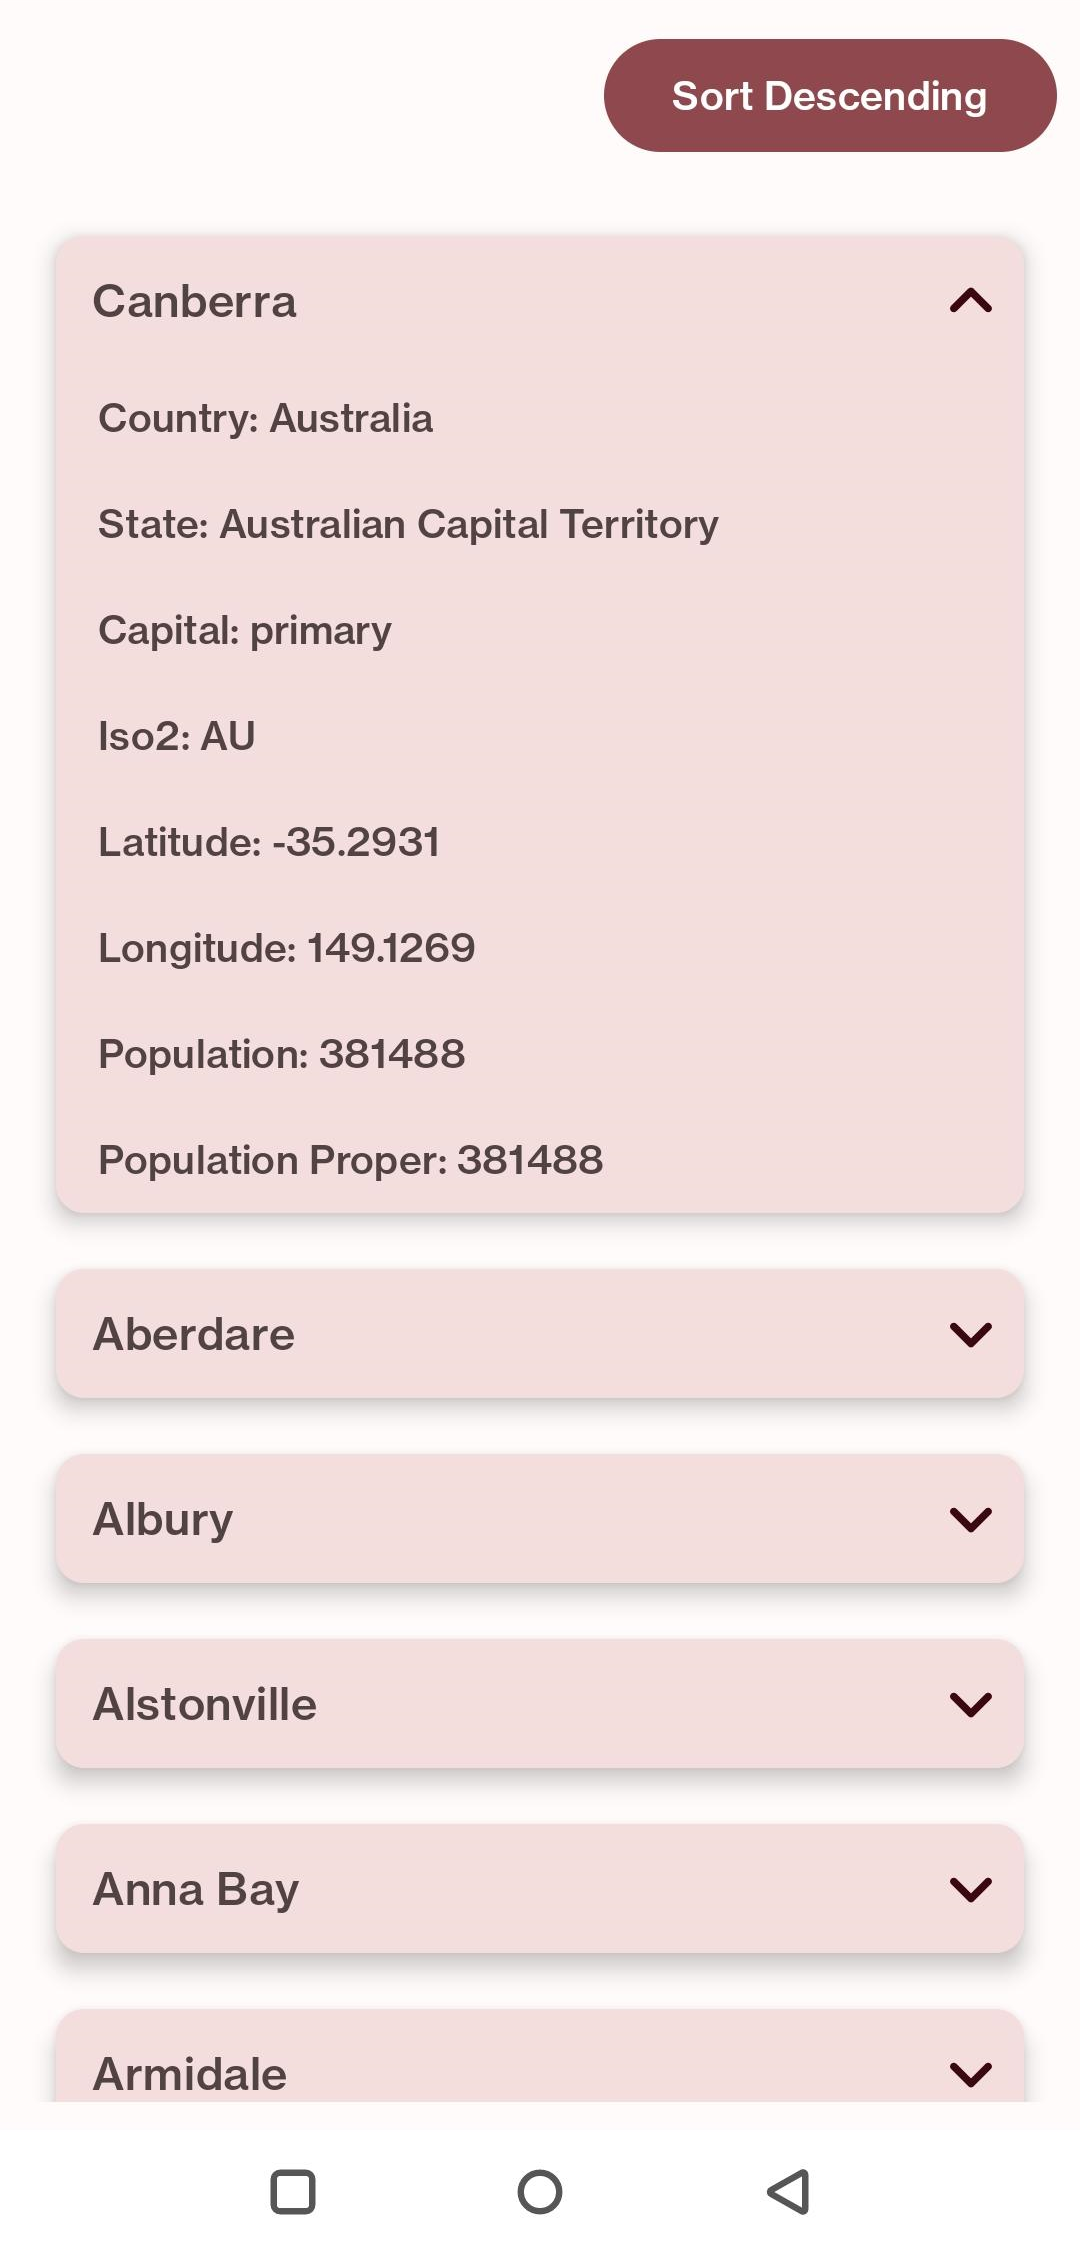 Sort Descending
Canberra
Country: Australia
State: Australian Capital Territory
Capital: primary
Iso2: AU
Latitude: -35.2931
Longitude: 149.1269
Population: 381488
Population Proper: 381488
Aberdare
Albury
Alstonville
Anna Bay
Armidale